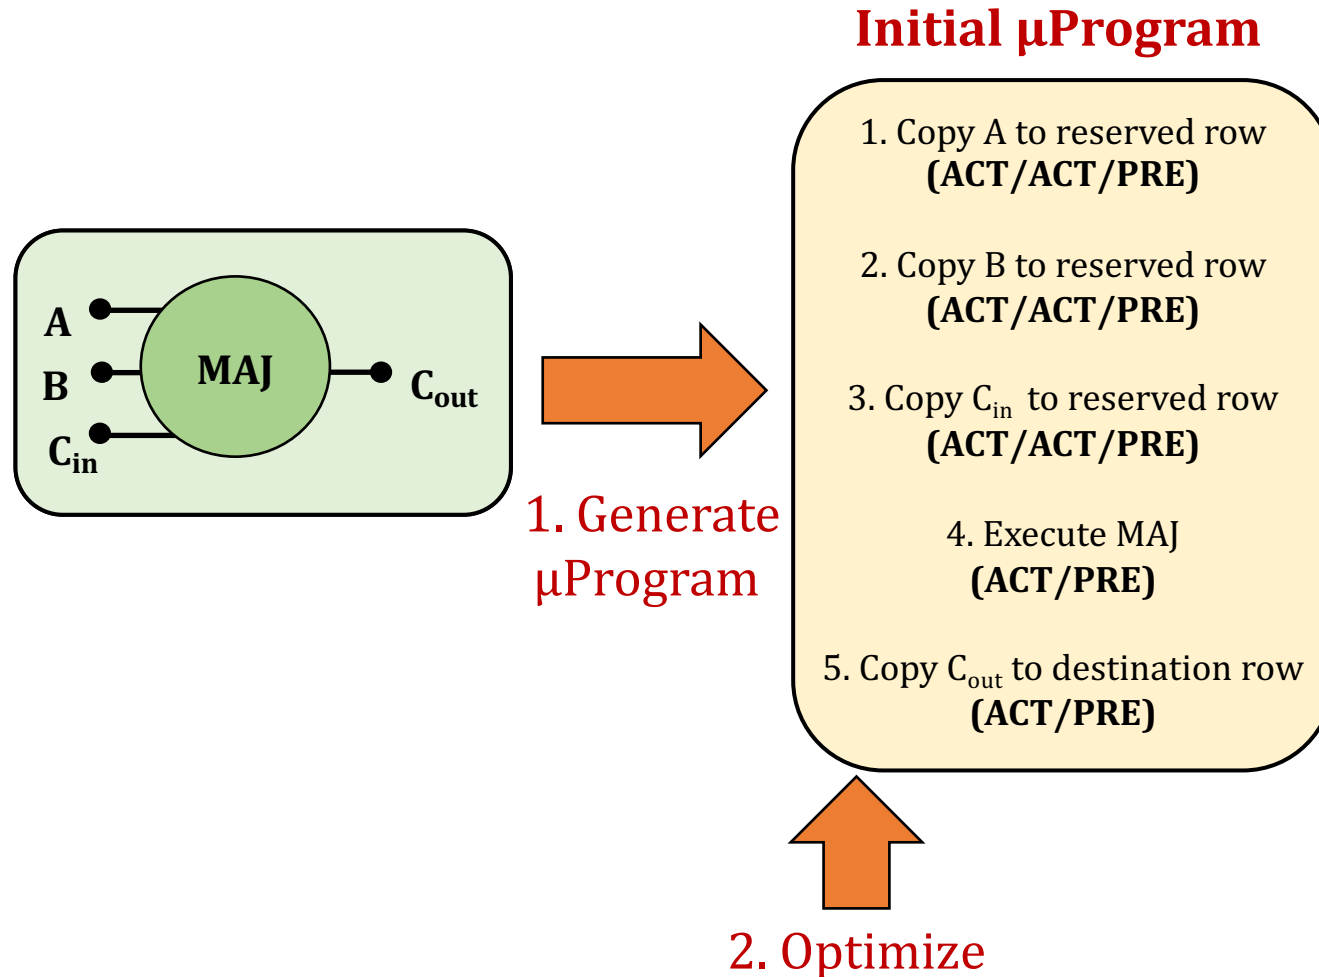 Initial μProgram
1. Copy A to reserved row
(ACT/ACT/PRE)
2. Copy B to reserved row
(ACT/ACT/PRE)
3. Copy Cin to reserved row
(ACT/ACT/PRE)
4. Execute MAJ
(ACT/PRE)
5. Copy Cout to destination row
(ACT/PRE)
A
B
Cin
MAJ
Cout
1. Generate
μProgram
2. Optimize